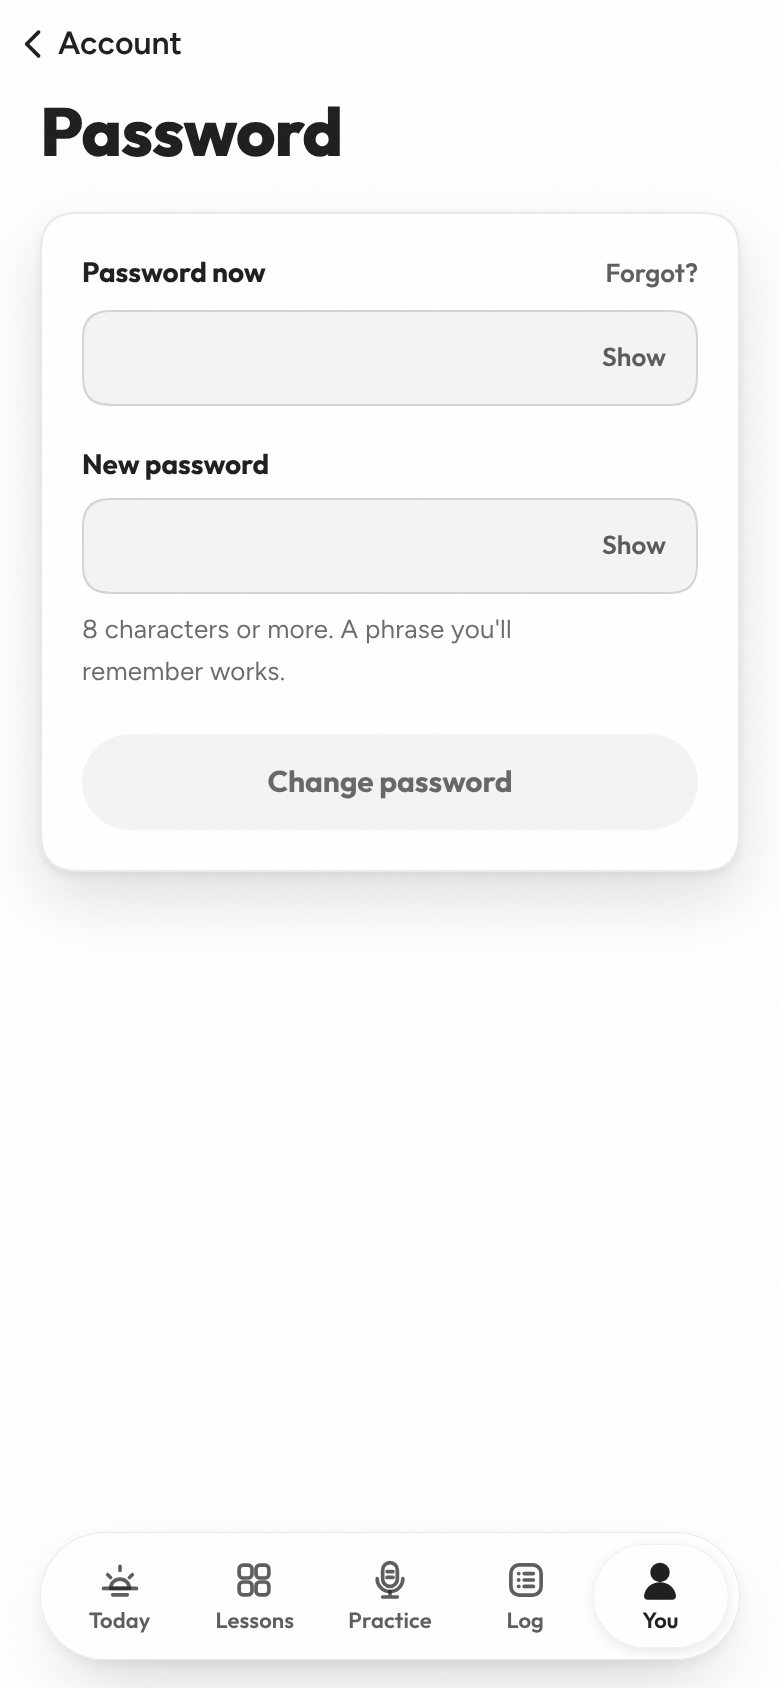 Account
Password
Password now
Forgot?
Show
New password
Show
8 characters or more. A phrase you'll
remember works.
Change password
Today
Lessons
Practice
Log
You